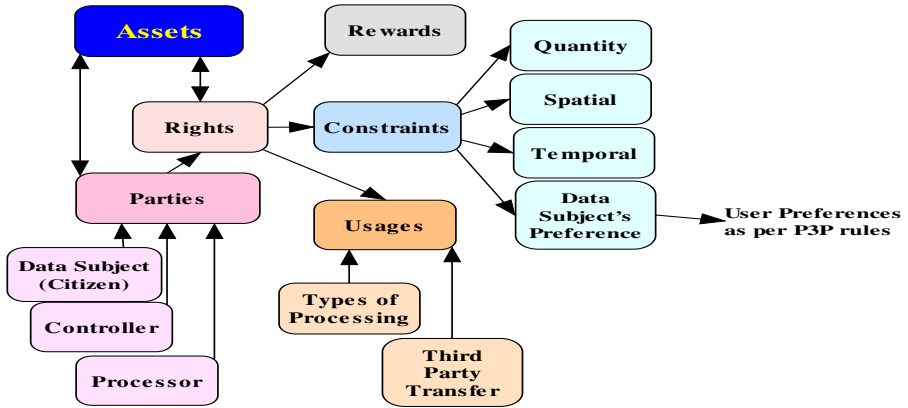 Assets
Rewards
Quantity
Spatial
Rights
Constraints
Temporal
Parties
Data
Subject's
Preference
User Preferences
as per P3P rules
Usages
Data Subject
(Citizen)
Types of
Processing
Controller
Third
Party
Transfer
Processor